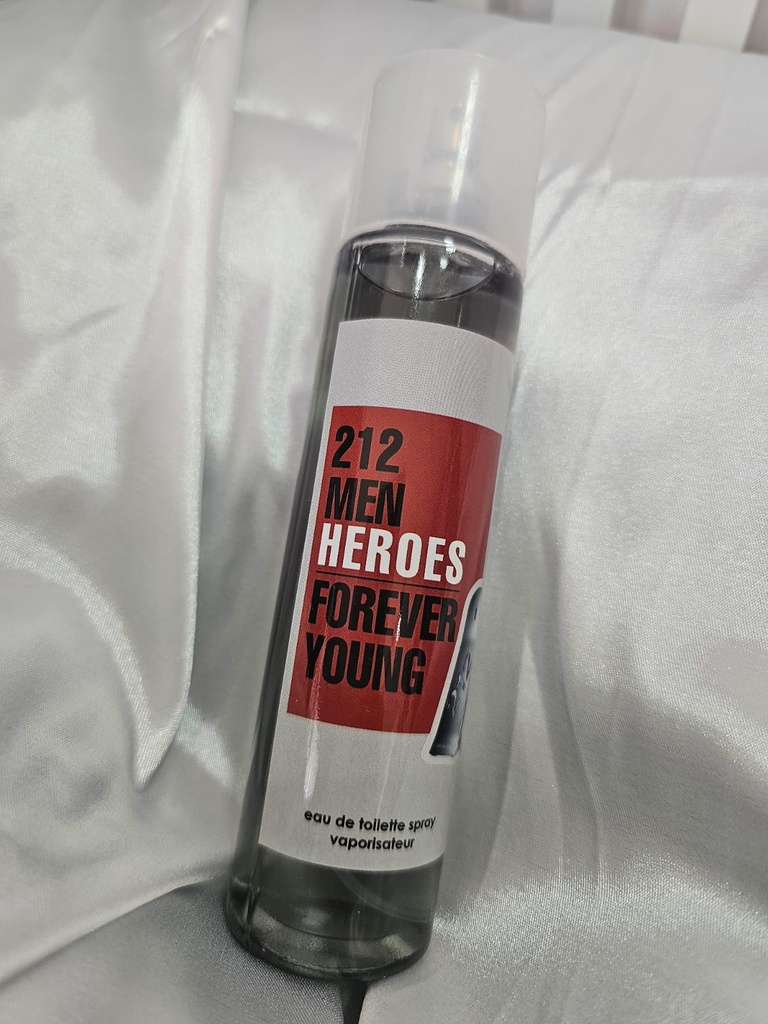 212
MEN
HEROES
FOREVER
YOUNG
eau de toilette spray
vaporisateur